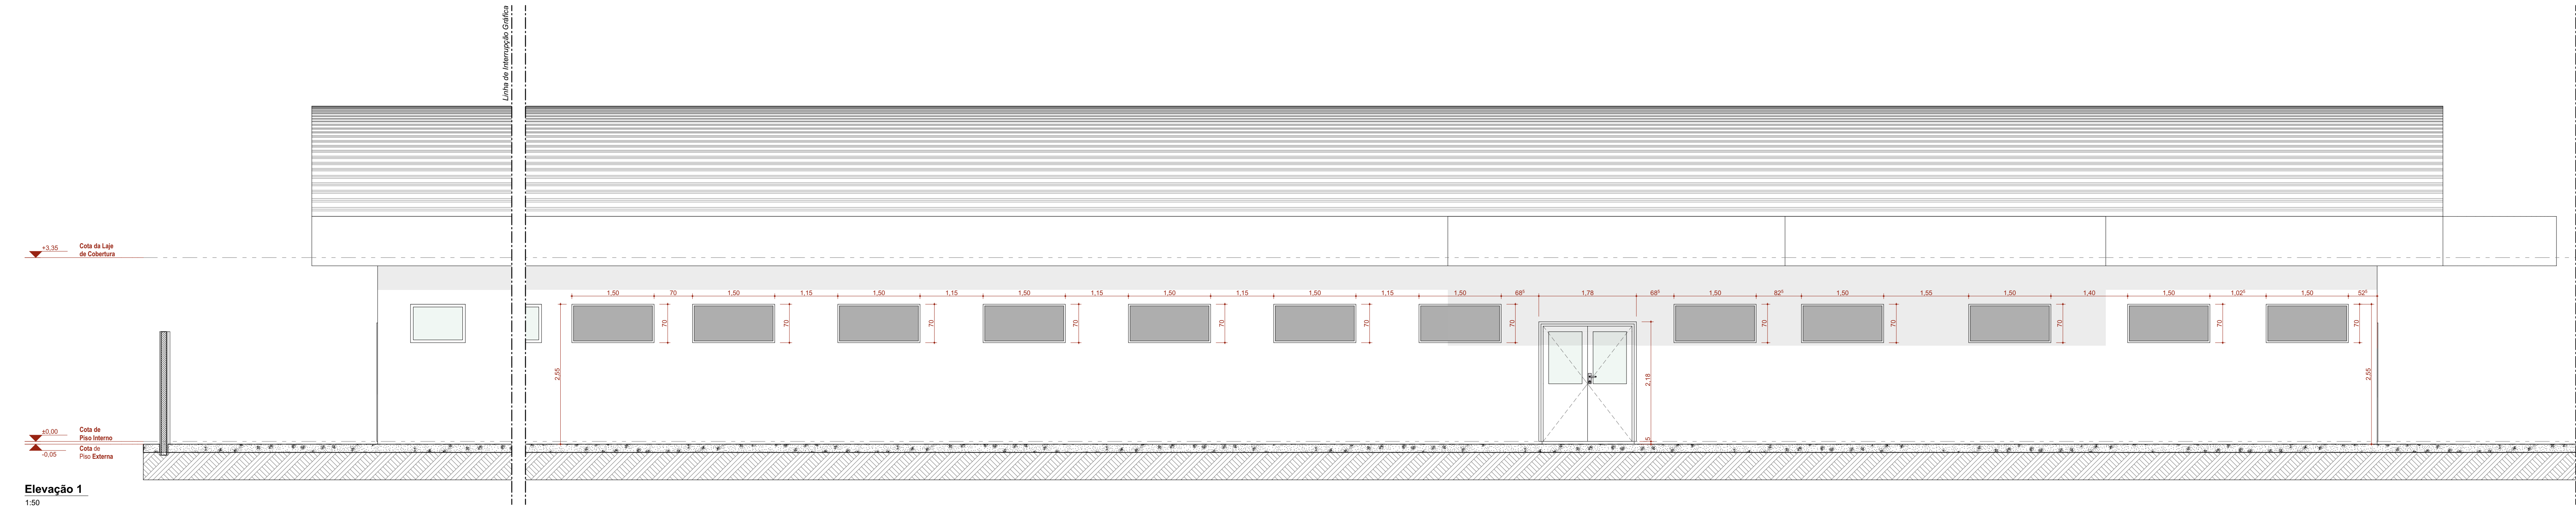 Linha de Interrupção Gráfica
+3,35
Cota da Laje
de Cobertura
1,50 70 1,50 1,15 1,50 1,15 1,50 1,15 1,50 1,15 1,50 1,15 1,50 68⁵ 1,78 68⁵ 1,50 82⁵ 1,50 1,55 1,50 1,40 1,50 1,02⁵ 1,50 52⁵
70 70 70 70 70 70 70 70 70 70 70 70
2,55 2,18 2,55
±0,00
Cota de
Piso Interno
5
Cota de
-0,05
Piso Externa
Elevação 1
1:50